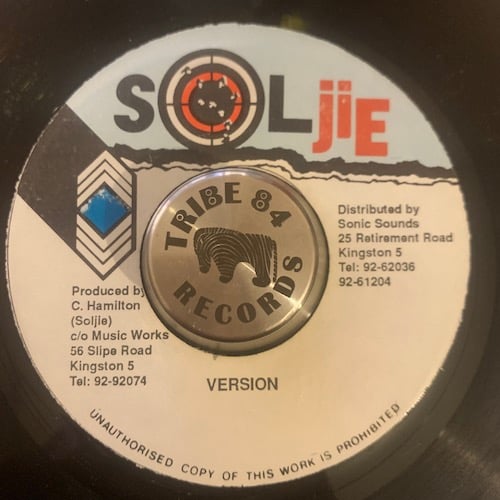 SOLjiE
TRIBE 84
RECORDS
Distributed by
Sonic Sounds
25 Retirement Road
Kingston 5
Tel: 92-62036
92-61204
Produced by
C. Hamilton
(Soljie)
c/o Music Works
56 Slipe Road
Kingston 5
Tel: 92-92074
VERSION
UNAUTHORISED COPY OF THIS WORK IS PROHIBITED